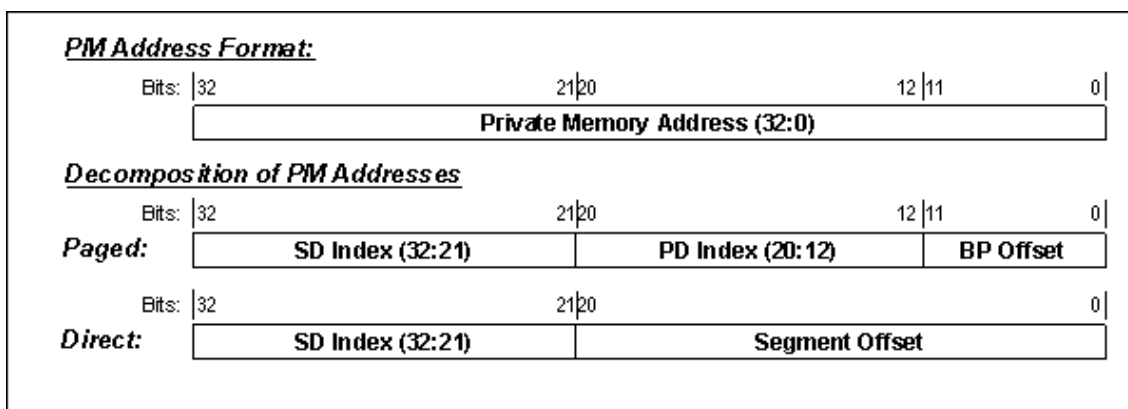 PM Address Format:
Bits: 32 21 20 12 11 0
Private Memory Address (32:0)
Decomposition of PM Addresses
Bits: 32 21 20 12 11 0
Paged: SD Index (32:21) PD Index (20:12) BP Offset
Bits: 32 21 20 0
Direct: SD Index (32:21) Segment Offset